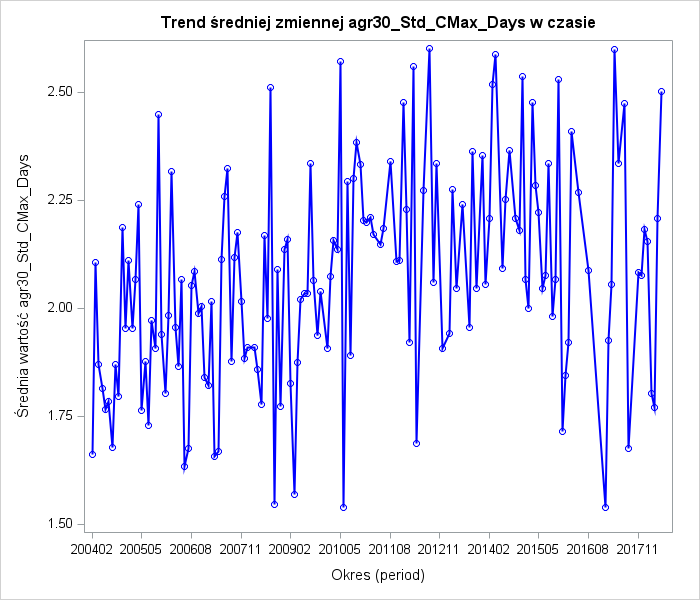 Trend średniej zmiennej agr30_Std_CMax_Days w czasie
Średnia wartość agr30_Std_CMax_Days
2.50
2.25
2.00
1.75
1.50
200402 200505 200608 200711 200902 201005 201108 201211 201402 201505 201608 201711
Okres (period)